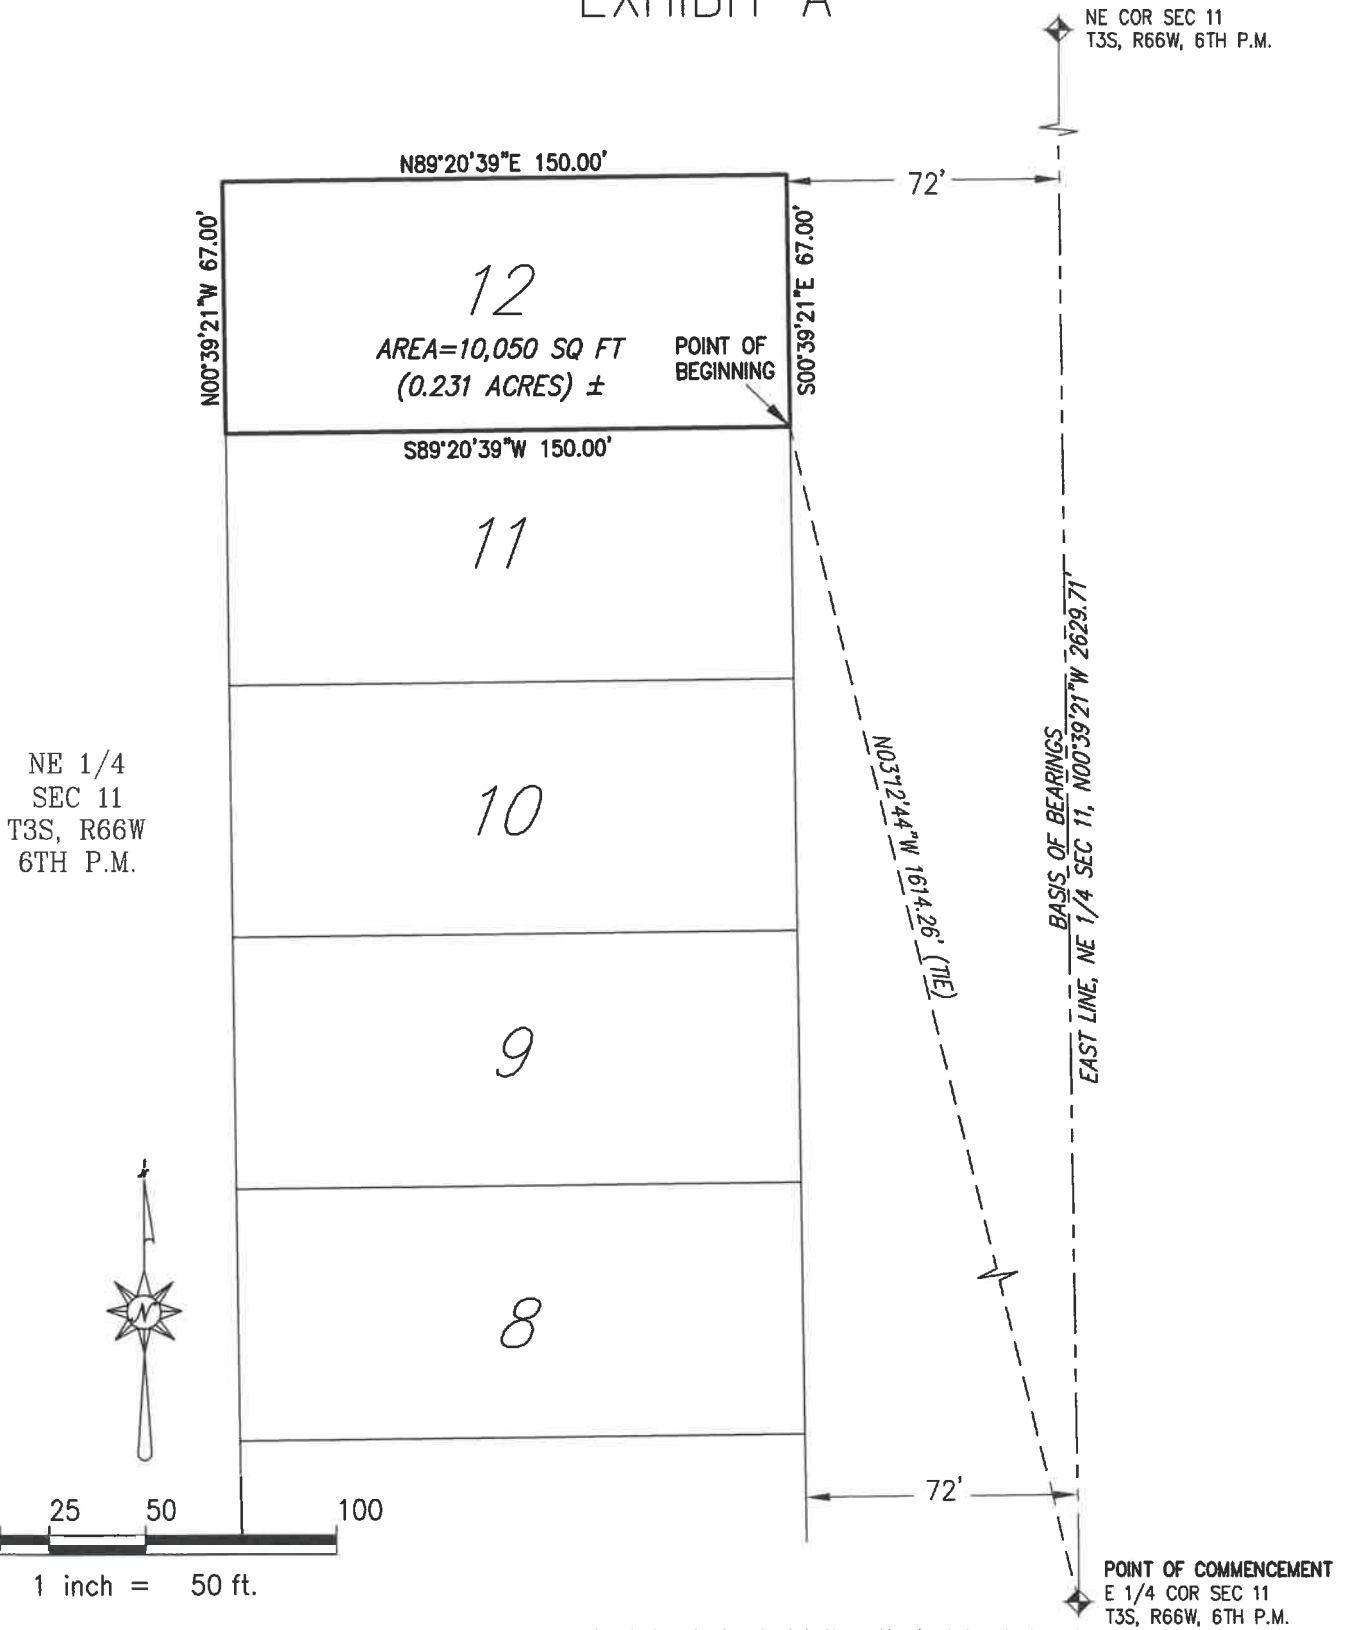 EXHIBIT A
NE COR SEC 11
T3S, R66W, 6TH P.M.
N89°20'39"E 150.00'
72'
N00°39'21"W 67.00'
S00°39'21"E 67.00'
12
AREA=10,050 SQ FT
(0.231 ACRES) ±
POINT OF
BEGINNING
S89°20'39"W 150.00'
11
NE 1/4
SEC 11
T3S, R66W
6TH P.M.
10
N03°12'44"W 1614.26' (TIE)
BASIS OF BEARINGS
EAST LINE, NE 1/4 SEC 11, N00°39'21"W 2629.71'
9
8
N
72'
25 50 100
1 inch = 50 ft.
POINT OF COMMENCEMENT
E 1/4 COR SEC 11
T3S, R66W, 6TH P.M.